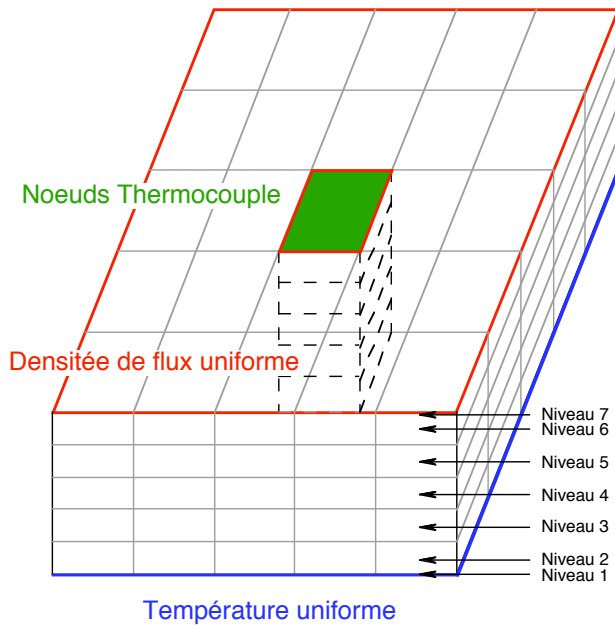 Noeuds Thermocouple
Densitée de flux uniforme
Niveau 7
Niveau 6
Niveau 5
Niveau 4
Niveau 3
Niveau 2
Niveau 1
Température uniforme